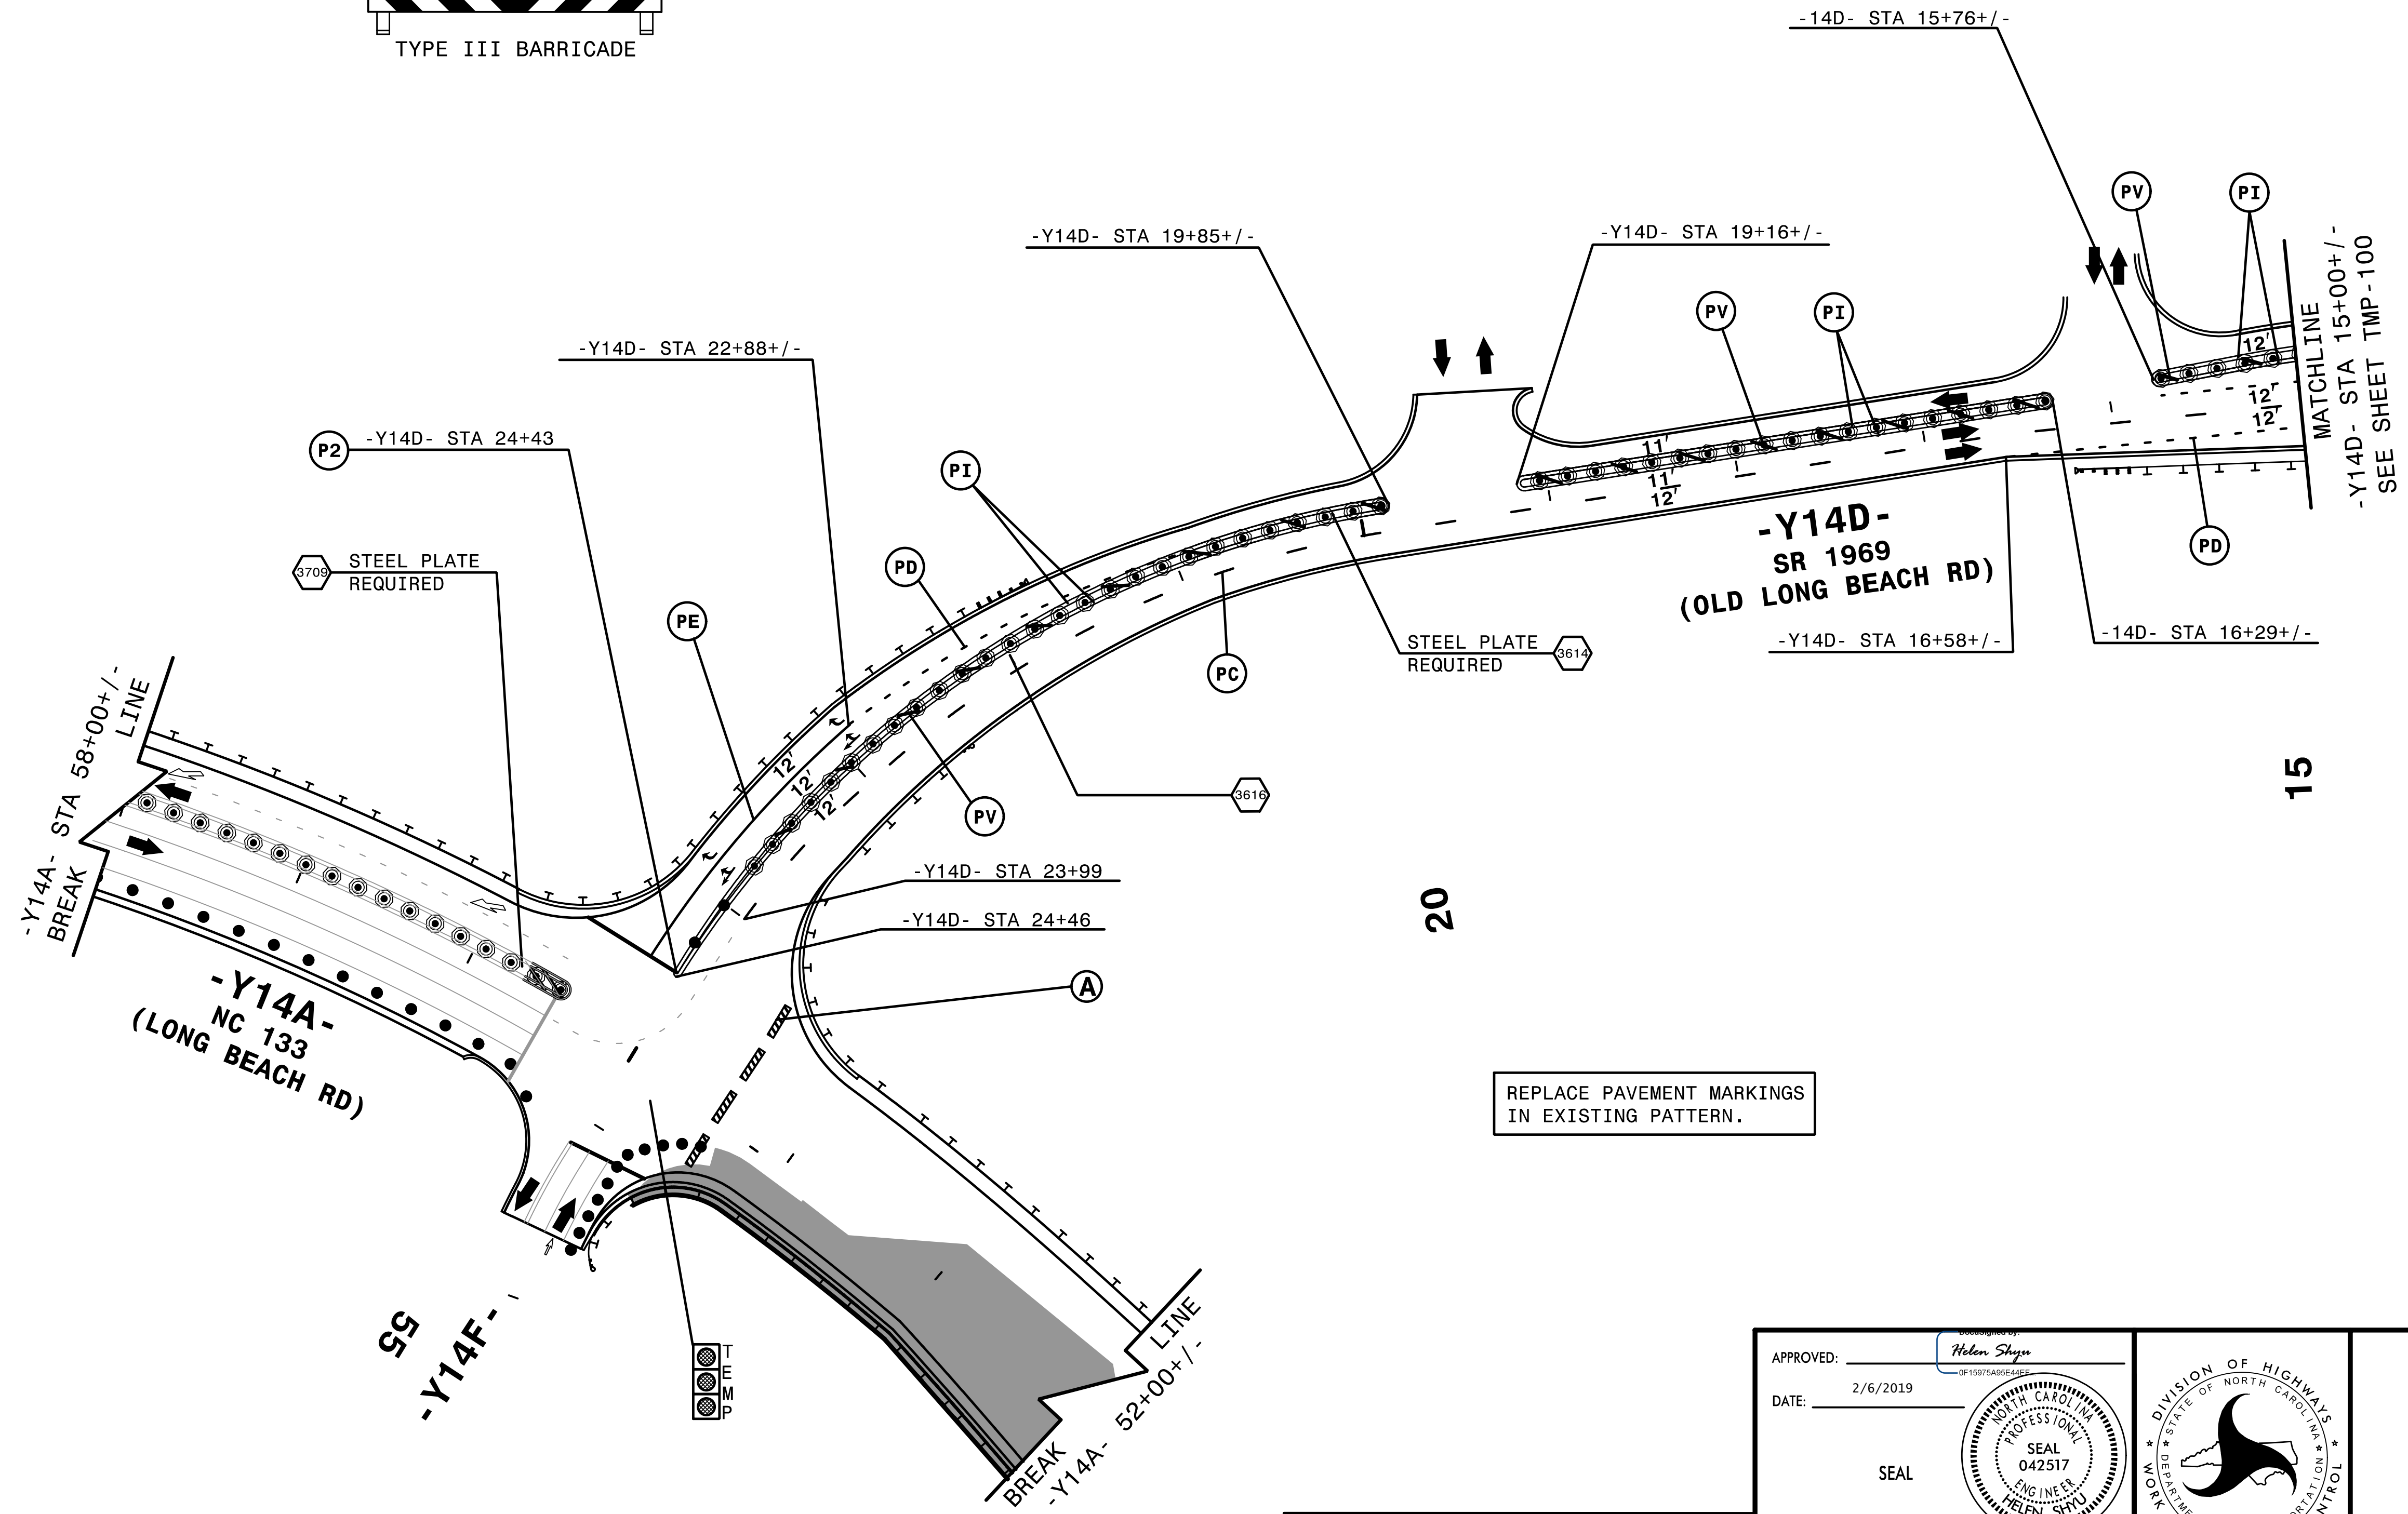 TYPE III BARRICADE
-14D- STA 15+76+/-
PV
PI
-Y14D- STA 19+85+/-
-Y14D- STA 19+16+/-
PV
PI
12'
12'
12'
MATCHLINE
-Y14D- STA 15+00+/-
SEE SHEET TMP-100
-Y14D- STA 22+88+/-
P2
-Y14D- STA 24+43
PI
11'
11'
12'
-Y14D-
SR 1969
(OLD LONG BEACH RD)
PD
3709
STEEL PLATE
REQUIRED
PD
PE
PC
STEEL PLATE
REQUIRED
3614
-Y14D- STA 16+58+/-
-14D- STA 16+29+/-
-Y14A- STA 58+00+/-
LINE
BREAK
12'
12'
12'
3616
PV
15
-Y14D- STA 23+99
-Y14D- STA 24+46
20
A
-Y14A-
NC 133
(LONG BEACH RD)
REPLACE PAVEMENT MARKINGS
IN EXISTING PATTERN.
55
-Y14F-
TEMP
LINE
BREAK
-Y14A- 52+00+/-
APPROVED:
DocuSigned by:
Helen Shyu
0F15975A95E44EE
DATE:
2/6/2019
SEAL
NORTH CAROLINA
PROFESSIONAL
SEAL
042517
ENGINEER
HELEN SHYU
DIVISION OF HIGHWAYS
STATE OF NORTH CAROLINA
WORK